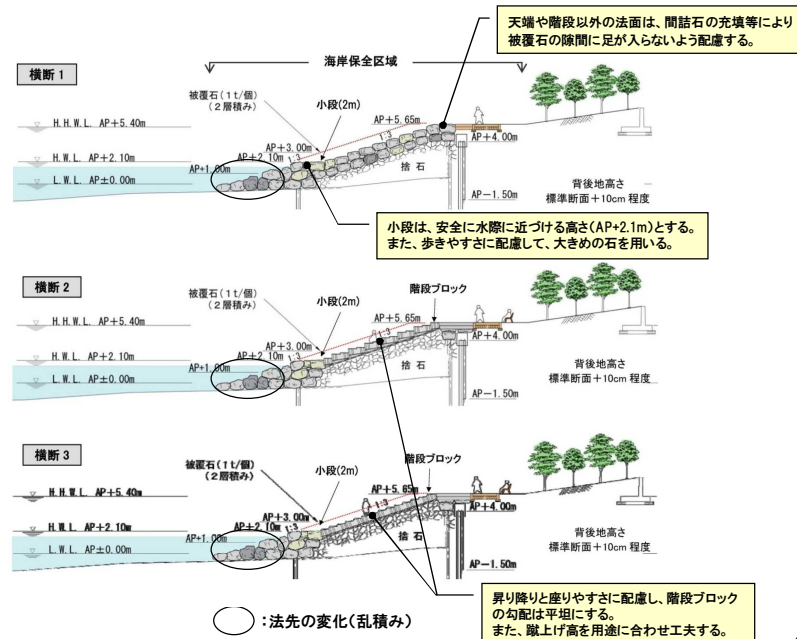 天端や階段以外の法面は、間詰石の充填等により
被覆石の隙間に足が入らないよう配慮する。
海岸保全区域
横断1
被覆石(1t/個)
(2層積み)
小段(2m)
AP+5.65m
H.H.W.L. AP+5.40m
AP+3.00m
AP+4.00m
H.W.L. AP+2.10m
AP+2.10m
1:3
AP+1.00m
捨石
L.W.L. AP±0.00m
AP-1.50m
背後地高さ
標準断面+10cm程度
小段は、安全に水際に近づける高さ(AP+2.1m)とする。
また、歩きやすさに配慮して、大きめの石を用いる。
横断2
階段ブロック
被覆石(1t/個)
(2層積み)
小段(2m)
AP+5.65m
H.H.W.L. AP+5.40m
1:3
AP+3.00m
AP+4.00m
H.W.L. AP+2.10m
AP+2.10m
1:3
AP+1.00m
捨石
L.W.L. AP±0.00m
AP-1.50m
背後地高さ
標準断面+10cm程度
横断3
階段ブロック
被覆石(1t/個)
(2層積み)
小段(2m)
AP+5.65m
H.H.W.L. AP+5.40m
1:3
AP+3.00m
AP+4.00m
H.W.L. AP+2.10m
AP+2.10m
1:3
AP+1.00m
捨石
L.W.L. AP±0.00m
AP-1.50m
背後地高さ
標準断面+10cm程度
昇り降りと座りやすさに配慮し、階段ブロック
の勾配は平坦にする。
また、蹴上げ高を用途に合わせ工夫する。
:法先の変化(乱積み)